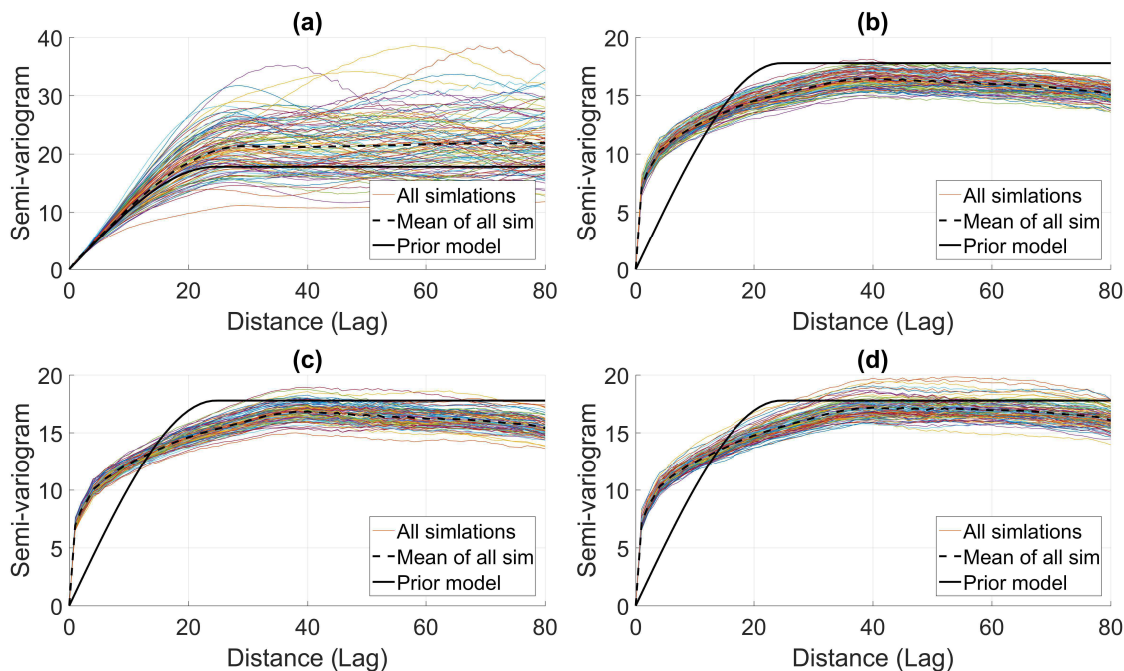 (a)
40
30
20
10
0
Semi-variogram
All simlations
Mean of all sim
Prior model
0 20 40 60 80
Distance (Lag)
(b)
20
15
10
5
0
Semi-variogram
All simlations
Mean of all sim
Prior model
0 20 40 60 80
Distance (Lag)
(c)
20
15
10
5
0
Semi-variogram
All simlations
Mean of all sim
Prior model
0 20 40 60 80
Distance (Lag)
(d)
20
15
10
5
0
Semi-variogram
All simlations
Mean of all sim
Prior model
0 20 40 60 80
Distance (Lag)